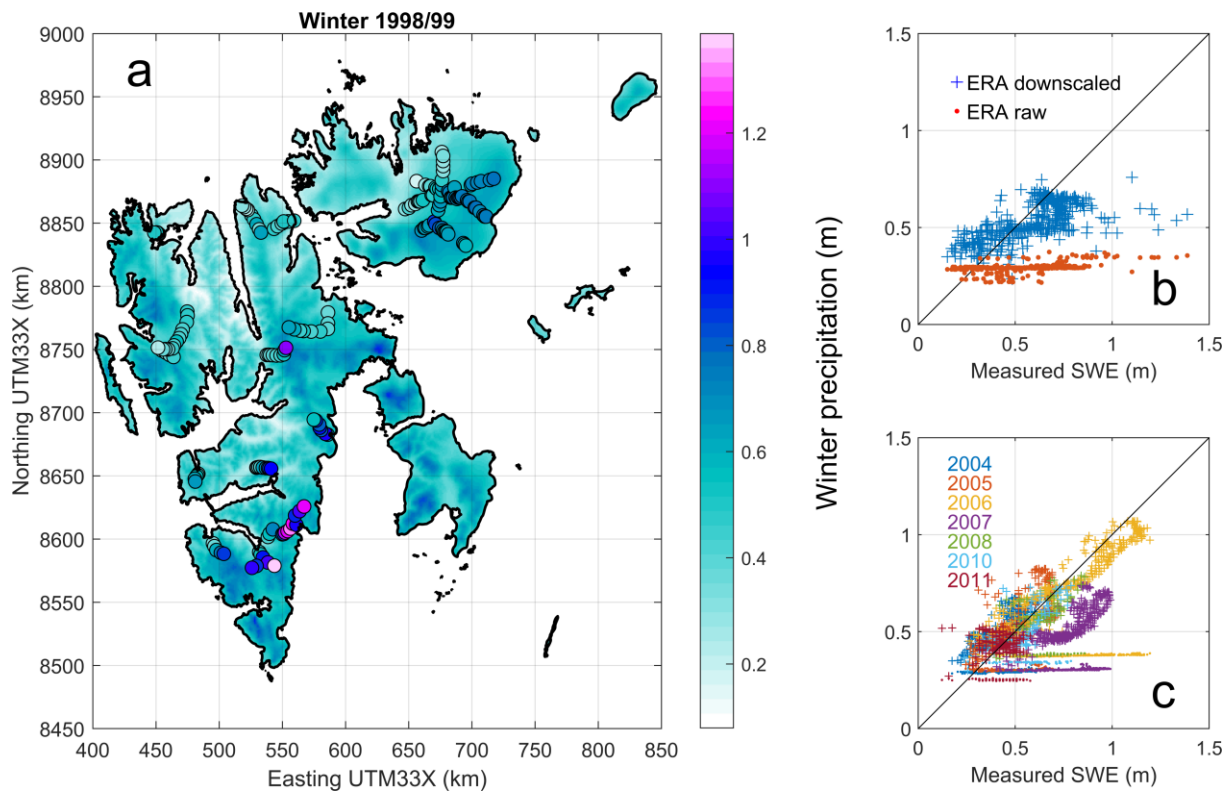 Winter 1998/99
a
9000
8950
8900
8850
8800
8750
8700
8650
8600
8550
8500
8450
Northing UTM33X (km)
400 450 500 550 600 650 700 750 800 850
Easting UTM33X (km)
1.2
1
0.8
0.6
0.4
0.2
Winter precipitation (m)
1.5
1
0.5
0
+ ERA downscaled
• ERA raw
b
0 0.5 1 1.5
Measured SWE (m)
1.5
1
0.5
0
2004
2005
2006
2007
2008
2010
2011
c
0 0.5 1 1.5
Measured SWE (m)